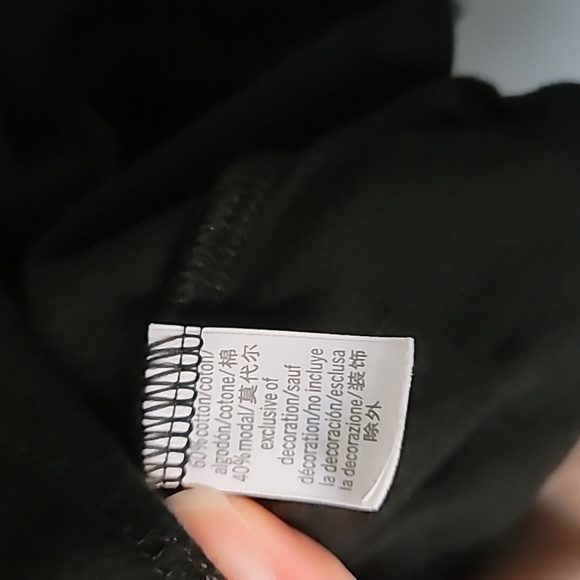 60% cotton/coton/
algodón/cotone/棉
40% modal/莫代尔
exclusive of
decoration/sauf
décoration/no incluye
la decoración/esclusa
la decorazione/装饰
除外